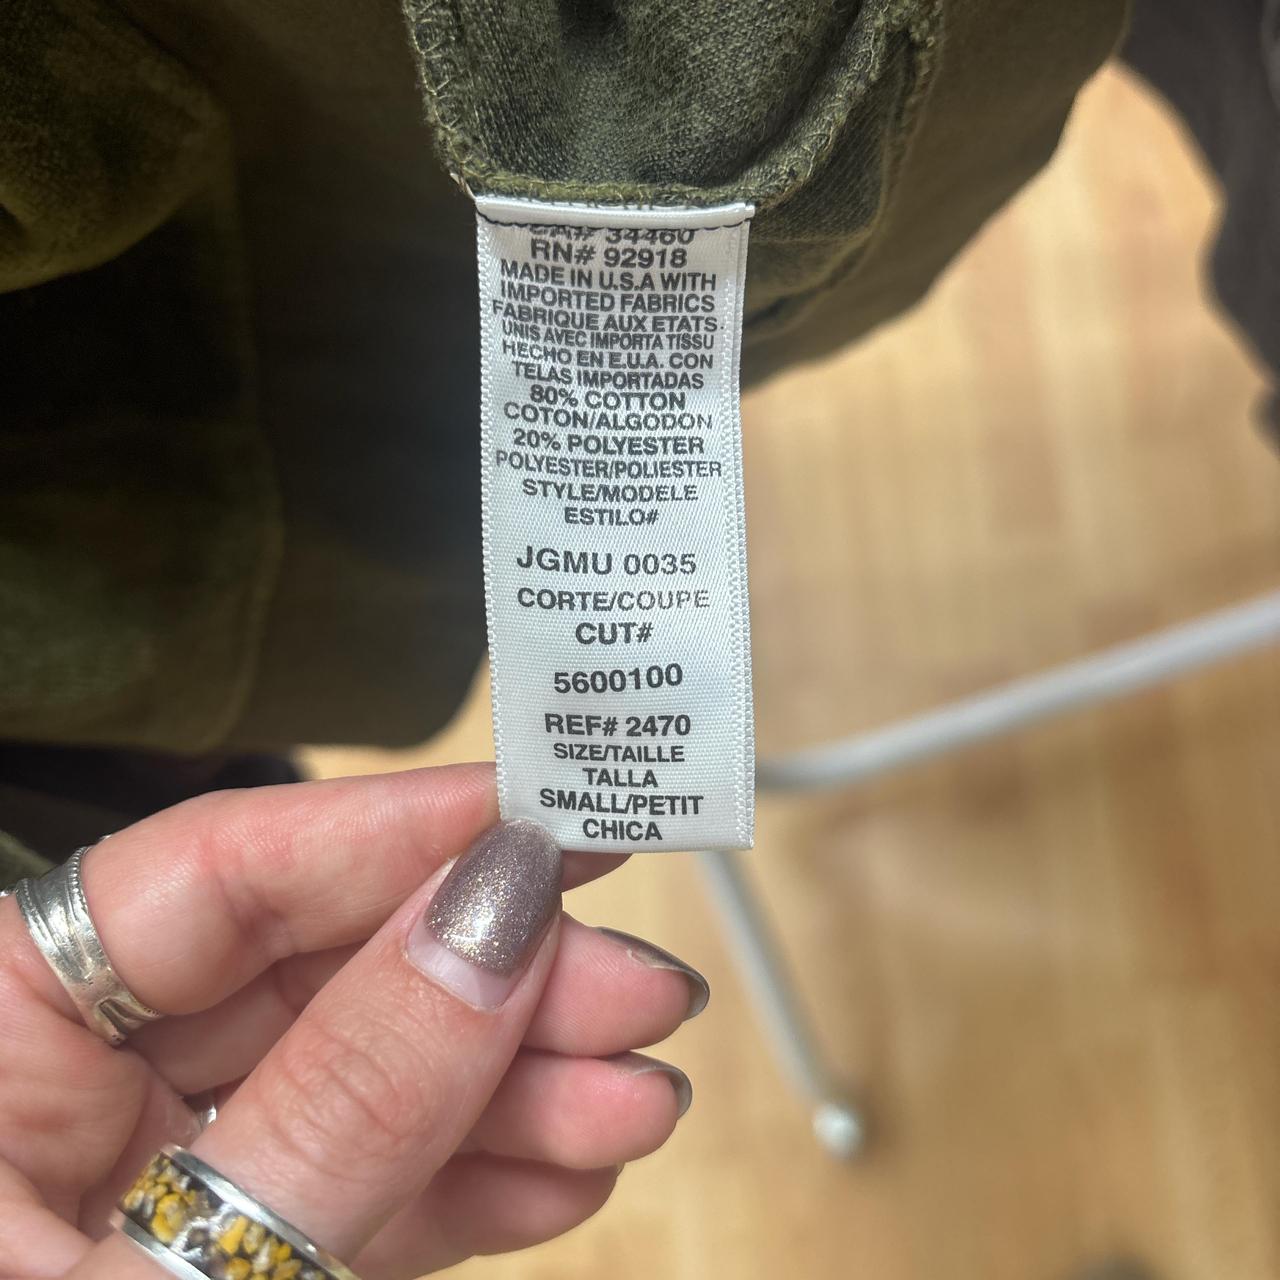 CA# 34460
RN# 92918
MADE IN U.S.A WITH
IMPORTED FABRICS
FABRIQUE AUX ETATS.
UNIS AVEC IMPORTA TISSU
HECHO EN E.U.A. CON
TELAS IMPORTADAS
80% COTTON
COTON/ALGODON
20% POLYESTER
POLYESTER/POLIESTER
STYLE/MODELE
ESTILO#
JGMU 0035
CORTE/COUPE
CUT#
5600100
REF# 2470
SIZE/TAILLE
TALLA
SMALL/PETIT
CHICA